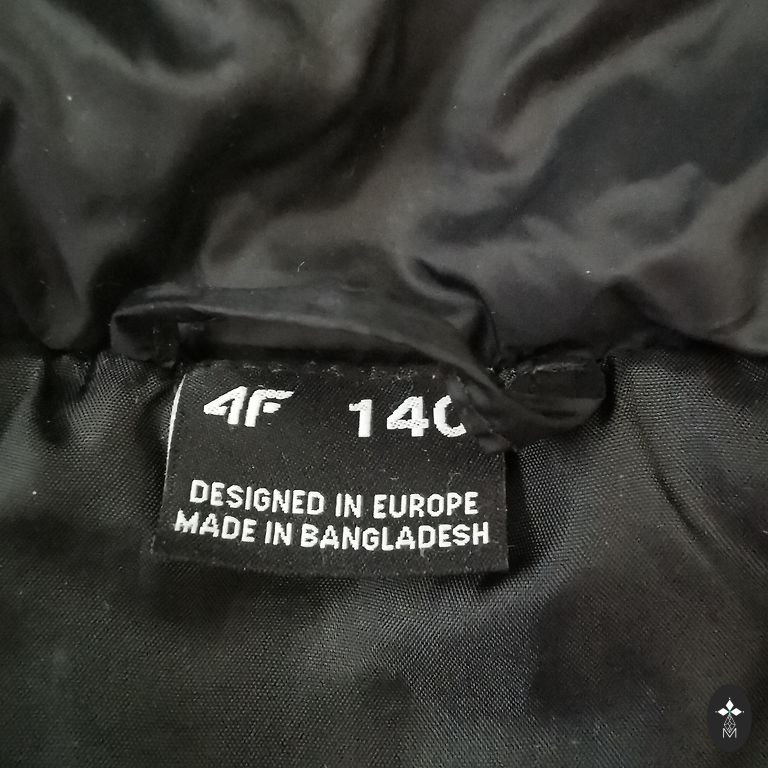 4F 140
DESIGNED IN EUROPE
MADE IN BANGLADESH
M